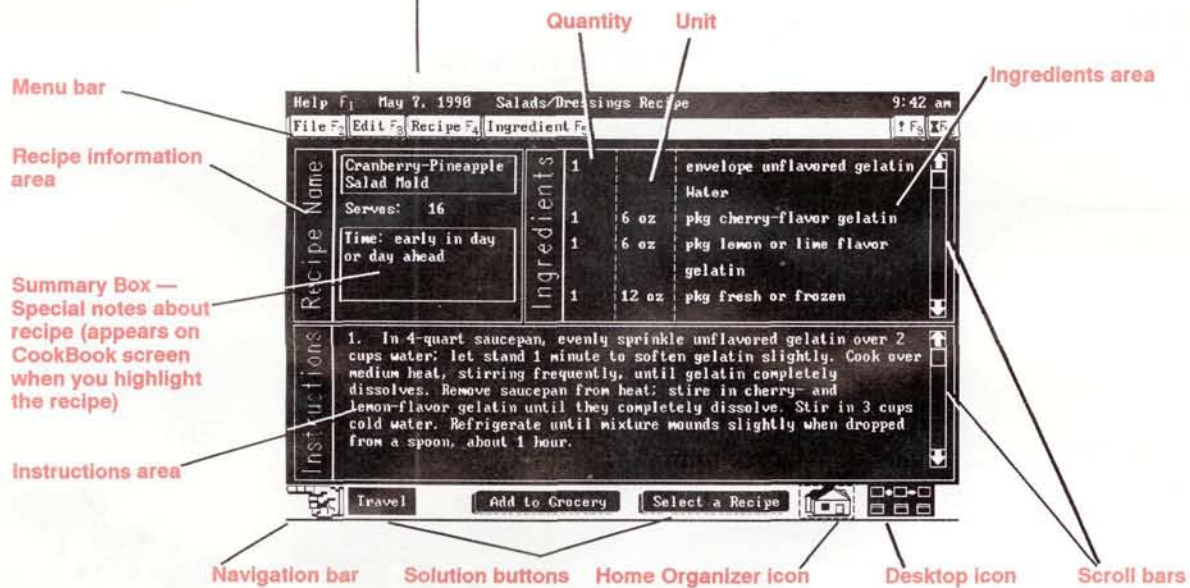 Quantity Unit
Menu bar
Ingredients area
Help F1 May 7, 1990 Salads/Dressings Recipe 9:42 am
File F2 Edit F3 Recipe F4 Ingredient F5 ! F9
Recipe information
area
Recipe Name
Cranberry-Pineapple
Salad Mold
Serves: 16
Time: early in day
or day ahead
Ingredients
1 envelope unflavored gelatin
Water
1 6 oz pkg cherry-flavor gelatin
1 6 oz pkg lemon or lime flavor
gelatin
1 12 oz pkg fresh or frozen
Summary Box —
Special notes about
recipe (appears on
CookBook screen
when you highlight
the recipe)
Instructions
1. In 4-quart saucepan, evenly sprinkle unflavored gelatin over 2
cups water; let stand 1 minute to soften gelatin slightly. Cook over
medium heat, stirring frequently, until gelatin completely
dissolves. Remove saucepan from heat; stire in cherry- and
lemon-flavor gelatin until they completely dissolve. Stir in 3 cups
cold water. Refrigerate until mixture mounds slightly when dropped
from a spoon, about 1 hour.
Instructions area
Travel Add to Grocery Select a Recipe
Navigation bar Solution buttons Home Organizer icon Desktop icon Scroll bars